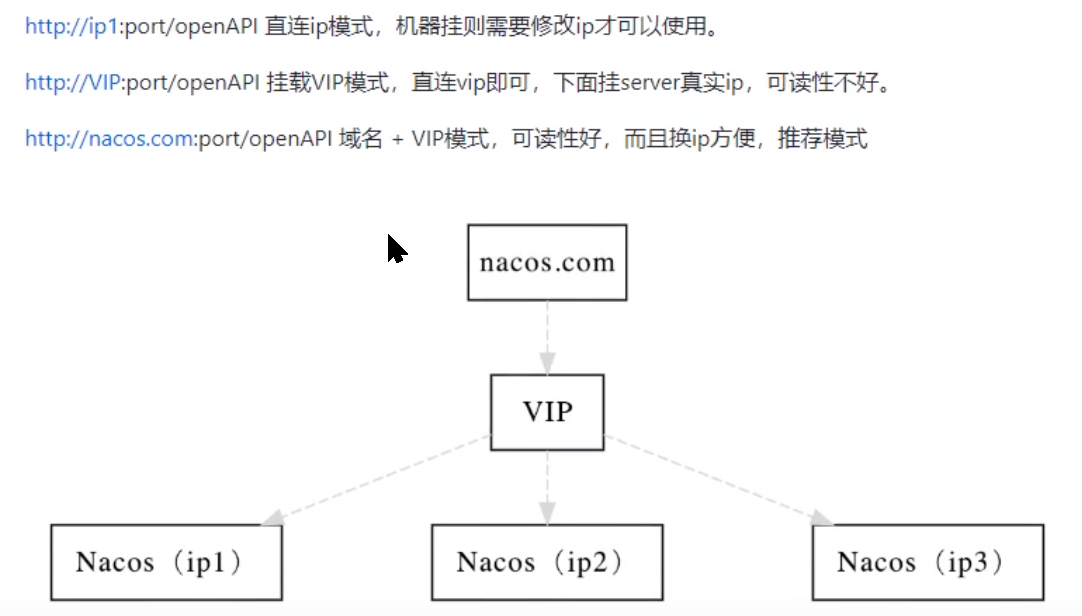 http://ip1:port/openAPI 直连ip模式，机器挂则需要修改ip才可以使用。
http://VIP:port/openAPI 挂载VIP模式，直连vip即可，下面挂server真实ip，可读性不好。
http://nacos.com:port/openAPI 域名 + VIP模式，可读性好，而且换ip方便，推荐模式
nacos.com
VIP
Nacos（ip1）
Nacos（ip2）
Nacos（ip3）